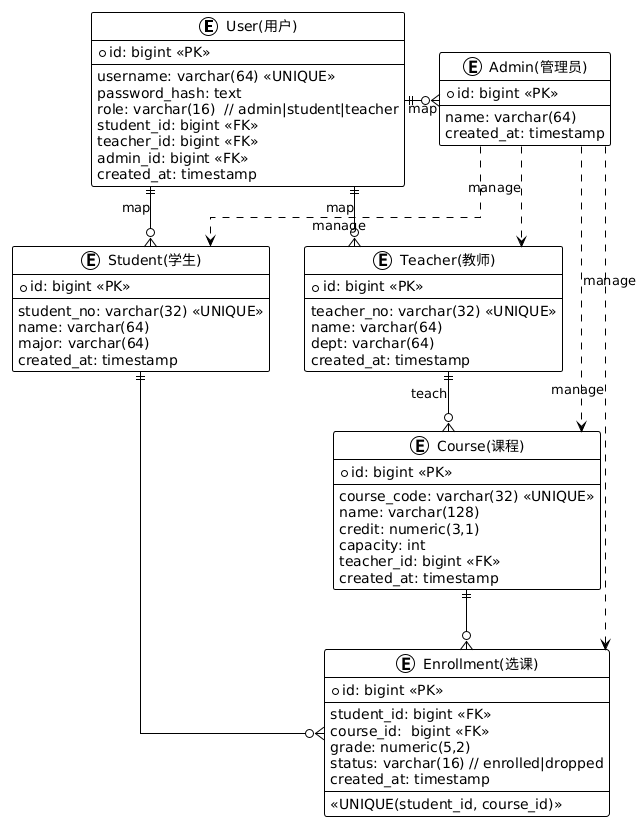 E User(用户)
id: bigint «PK»
username: varchar(64) «UNIQUE»
password_hash: text
role: varchar(16)  // admin|student|teacher
student_id: bigint «FK»
teacher_id: bigint «FK»
admin_id: bigint «FK»
created_at: timestamp
map
E Admin(管理员)
id: bigint «PK»
name: varchar(64)
created_at: timestamp
map
map
manage
manage
manage
manage
E Student(学生)
id: bigint «PK»
student_no: varchar(32) «UNIQUE»
name: varchar(64)
major: varchar(64)
created_at: timestamp
E Teacher(教师)
id: bigint «PK»
teacher_no: varchar(32) «UNIQUE»
name: varchar(64)
dept: varchar(64)
created_at: timestamp
teach
E Course(课程)
id: bigint «PK»
course_code: varchar(32) «UNIQUE»
name: varchar(128)
credit: numeric(3,1)
capacity: int
teacher_id: bigint «FK»
created_at: timestamp
E Enrollment(选课)
id: bigint «PK»
student_id: bigint «FK»
course_id:  bigint «FK»
grade: numeric(5,2)
status: varchar(16) // enrolled|dropped
created_at: timestamp
«UNIQUE(student_id, course_id)»